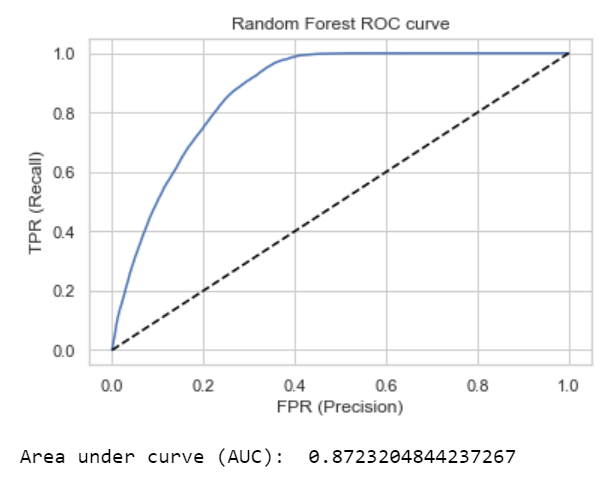 Random Forest ROC curve
1.0
0.8
0.6
0.4
0.2
0.0
TPR (Recall)
0.0 0.2 0.4 0.6 0.8 1.0
FPR (Precision)
Area under curve (AUC): 0.8723204844237267